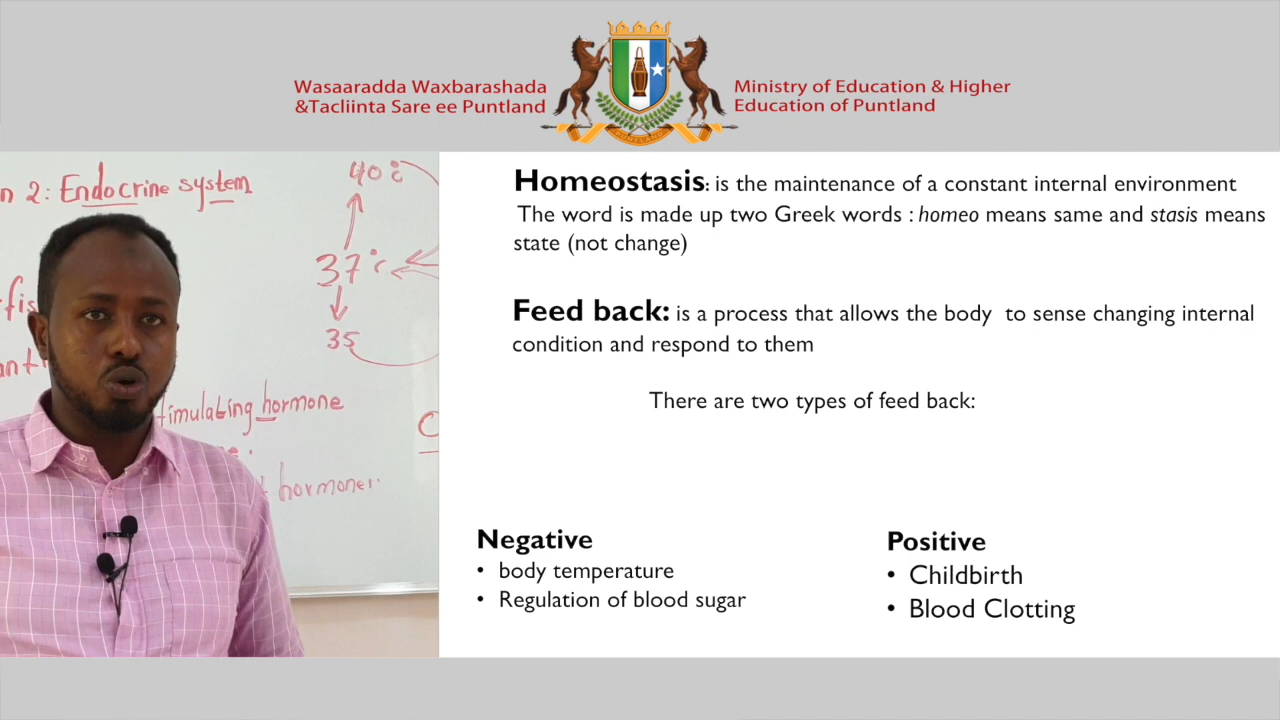 Wasaaradda Waxbarashada
&Tacliinta Sare ee Puntland
Ministry of Education & Higher
Education of Puntland
PUNTLAND
n 2: Endocrine system
40°c
37°c
35
timulating hormone
hormones.
Homeostasis: is the maintenance of a constant internal environment
The word is made up two Greek words : homeo means same and stasis means
state (not change)
Feed back: is a process that allows the body to sense changing internal
condition and respond to them
There are two types of feed back:
Negative
• body temperature
• Regulation of blood sugar
Positive
• Childbirth
• Blood Clotting